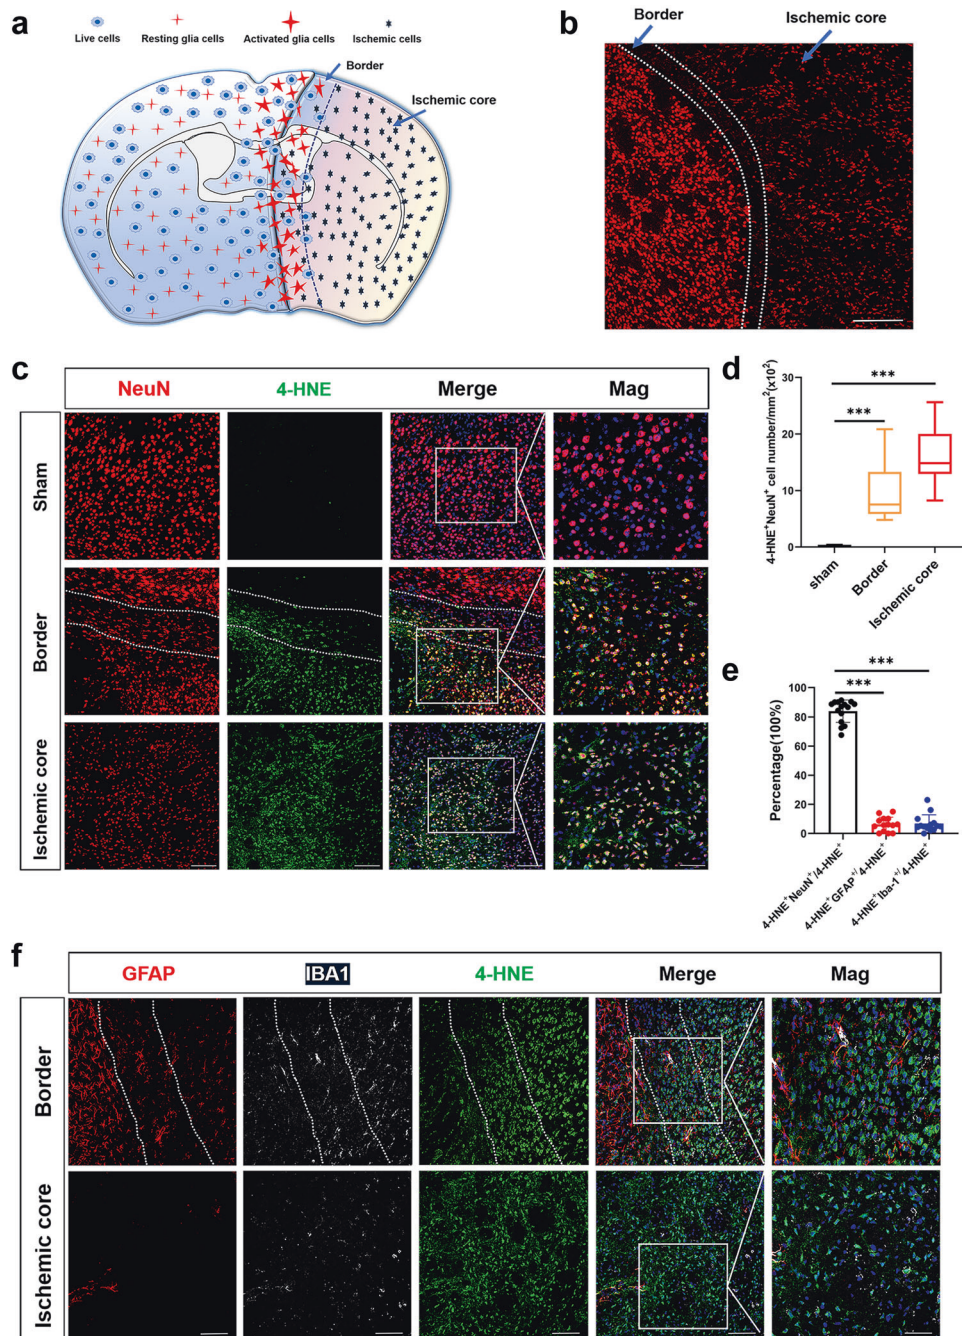 a
Live cells
Resting glia cells
Activated glia cells
Ischemic cells
Border
Ischemic core
b
Border
Ischemic core
c
NeuN
4-HNE
Merge
Mag
Sham
Border
Ischemic core
d
4-HNE⁺NeuN⁺ cell number/mm²(x10²)
30
20
10
0
***
***
sham
Border
Ischemic core
e
Percentage(100%)
100
80
60
40
20
0
***
***
4-HNE⁺NeuN⁺/4-HNE⁺
4-HNE⁺GFAP⁺/4-HNE⁺
4-HNE⁺Iba-1⁺/4-HNE⁺
f
GFAP
IBA1
4-HNE
Merge
Mag
Border
Ischemic core